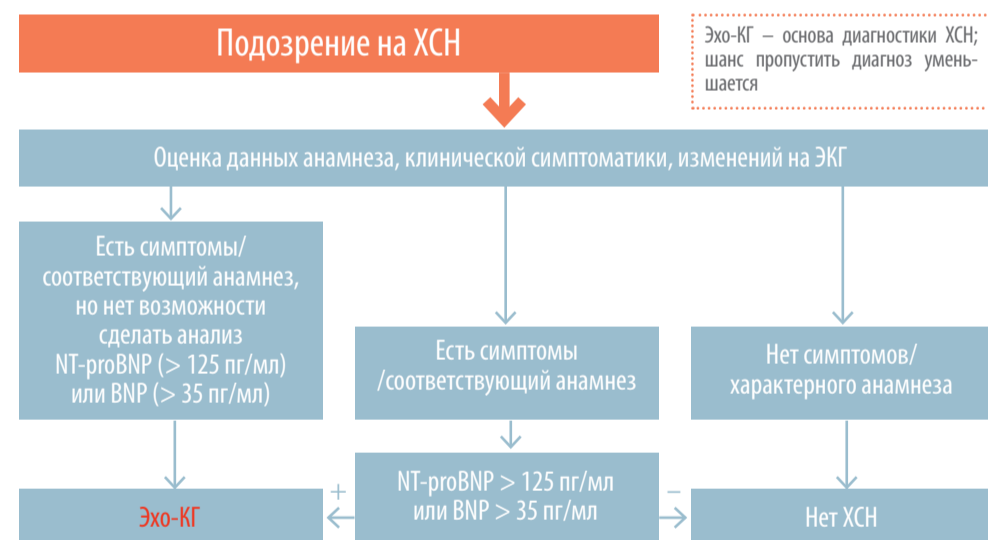 Подозрение на ХСН
Эхо-КГ – основа диагностики ХСН;
шанс пропустить диагноз умень-
шается
Оценка данных анамнеза, клинической симптоматики, изменений на ЭКГ
Есть симптомы/
соответствующий анамнез,
но нет возможности
сделать анализ
NT-proBNP (> 125 пг/мл)
или BNP (> 35 пг/мл)
Есть симптомы
/соответствующий анамнез
Нет симптомов/
характерного анамнеза
Эхо-КГ
+
NT-proBNP > 125 пг/мл
или BNP > 35 пг/мл
–
Нет ХСН